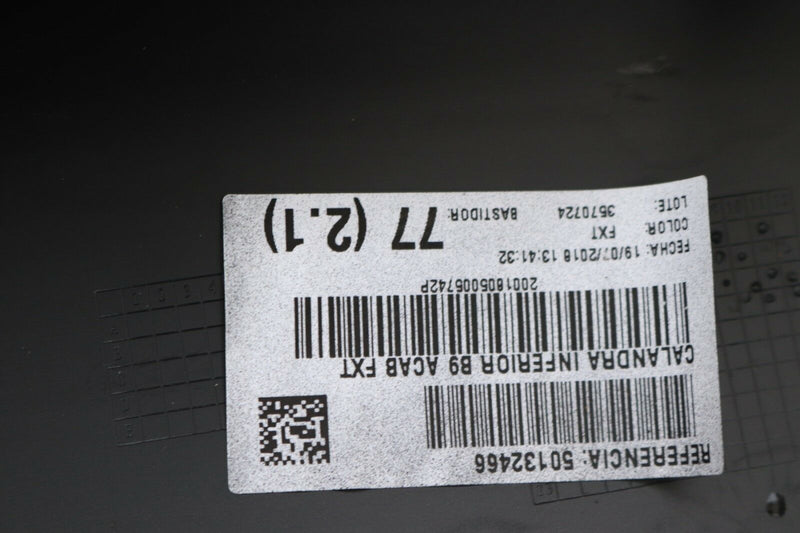 REFERENCIA: 50132466
CALANDRA INFERIOR B9 ACAB FXT
2001805005742P
FECHA: 19/07/2018 13:41:32
COLOR: FXT
LOTE: 3570724
BASTIDOR: 77 (2.1)